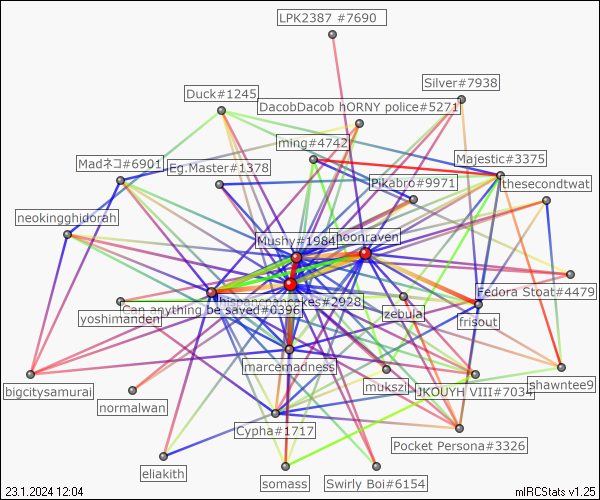 LPK2387 #7690
Silver#7938
Duck#1245
DacobDacob hORNY police#5271
ming#4742
Majestic#3375
Madネコ#6901
Eg.Master#1378
Pikabro#9971
thesecondtwat
neokingghidorah
Mushy#1984
hoonraven
Fedora Stoat#4479
hispancpancakes#2928
Can anything be saved#0396
yoshimanden
zebula
frisout
marcemadness
mukszi
JKOUYH VIII#7034
shawntee9
bigcitysamurai
normalwan
Cypha#1717
Pocket Persona#3326
eliakith
somass
Swirly Boi#6154
23.1.2024 12:04
mIRCStats v1.25